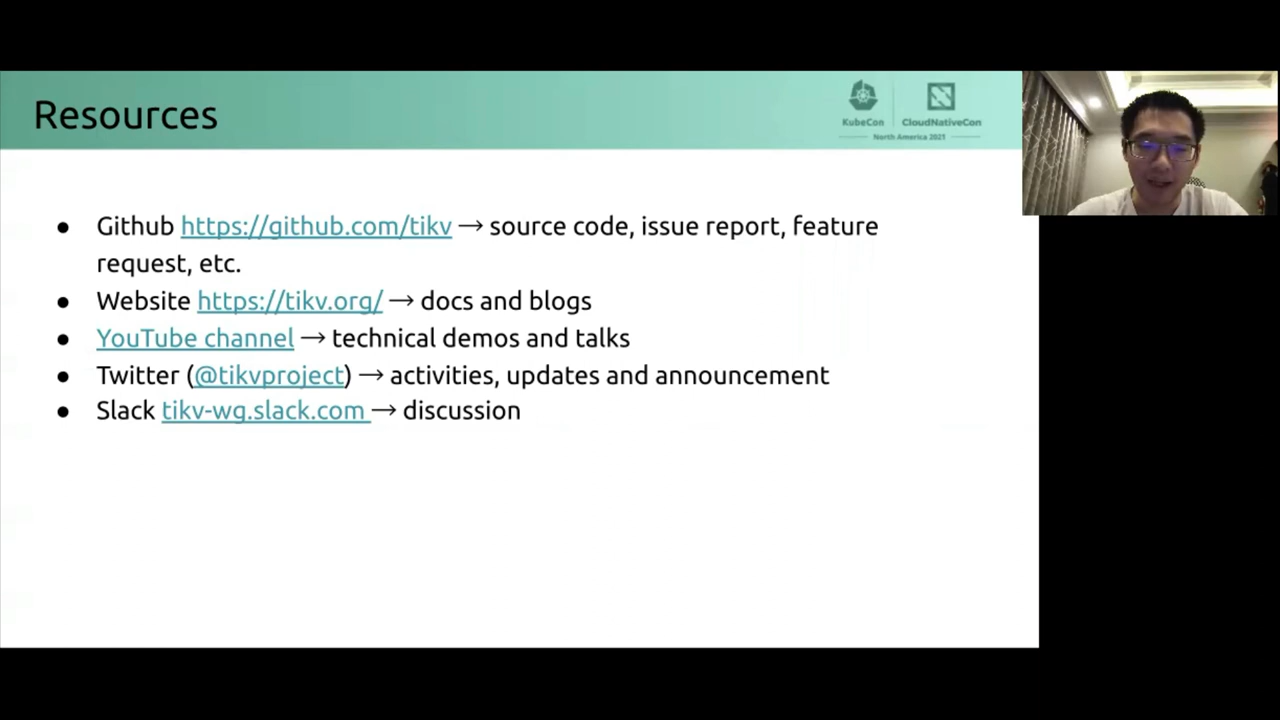 Resources
KubeCon
CloudNativeCon
North America 2021
● Github https://github.com/tikv → source code, issue report, feature
request, etc.
● Website https://tikv.org/ → docs and blogs
● YouTube channel → technical demos and talks
● Twitter (@tikvproject) → activities, updates and announcement
● Slack tikv-wg.slack.com → discussion